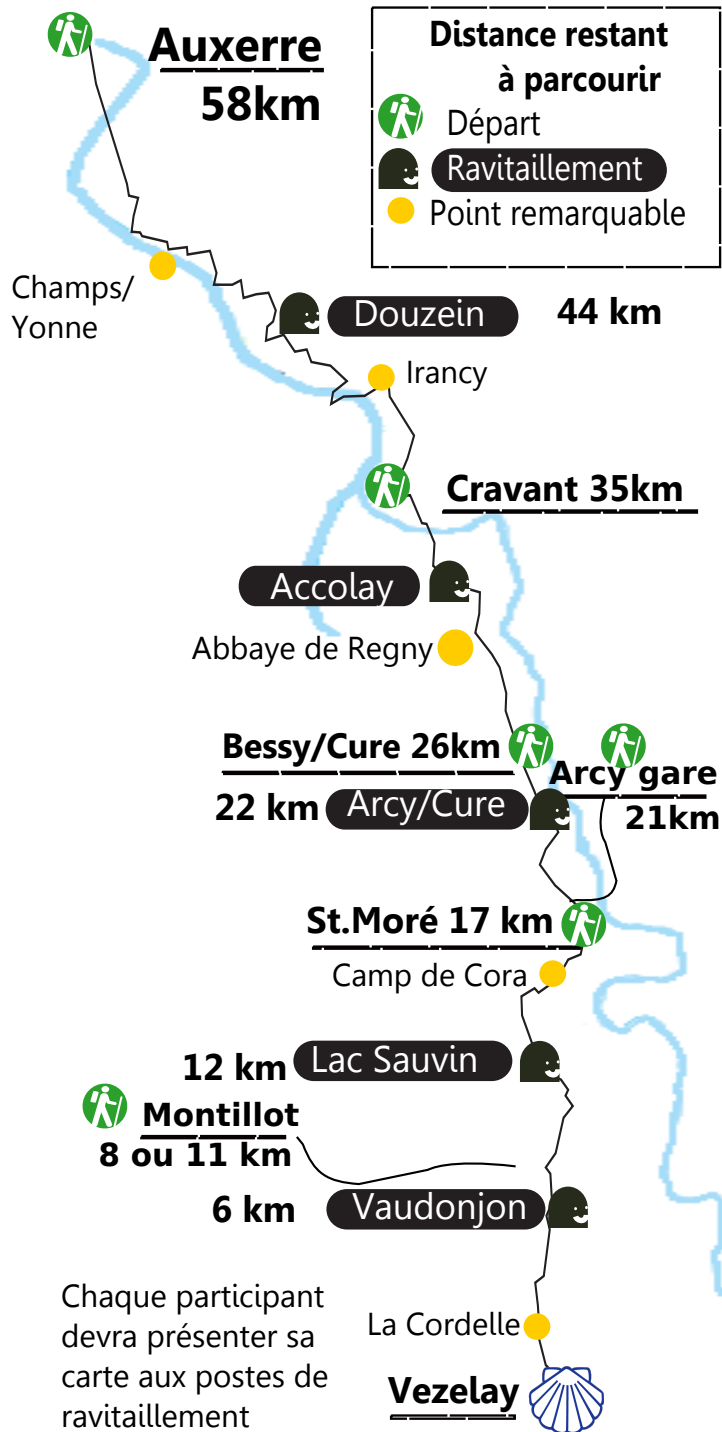 Auxerre
58km
Distance restant
à parcourir
Départ
Ravitaillement
Point remarquable
Champs/
Yonne
Douzein
44 km
Irancy
Cravant 35km
Accolay
Abbaye de Regny
Bessy/Cure 26km
Arcy gare
21km
22 km
Arcy/Cure
St.Moré 17 km
Camp de Cora
12 km
Lac Sauvin
Montillot
8 ou 11 km
6 km
Vaudonjon
Chaque participant
devra présenter sa
carte aux postes de
ravitaillement
La Cordelle
Vezelay